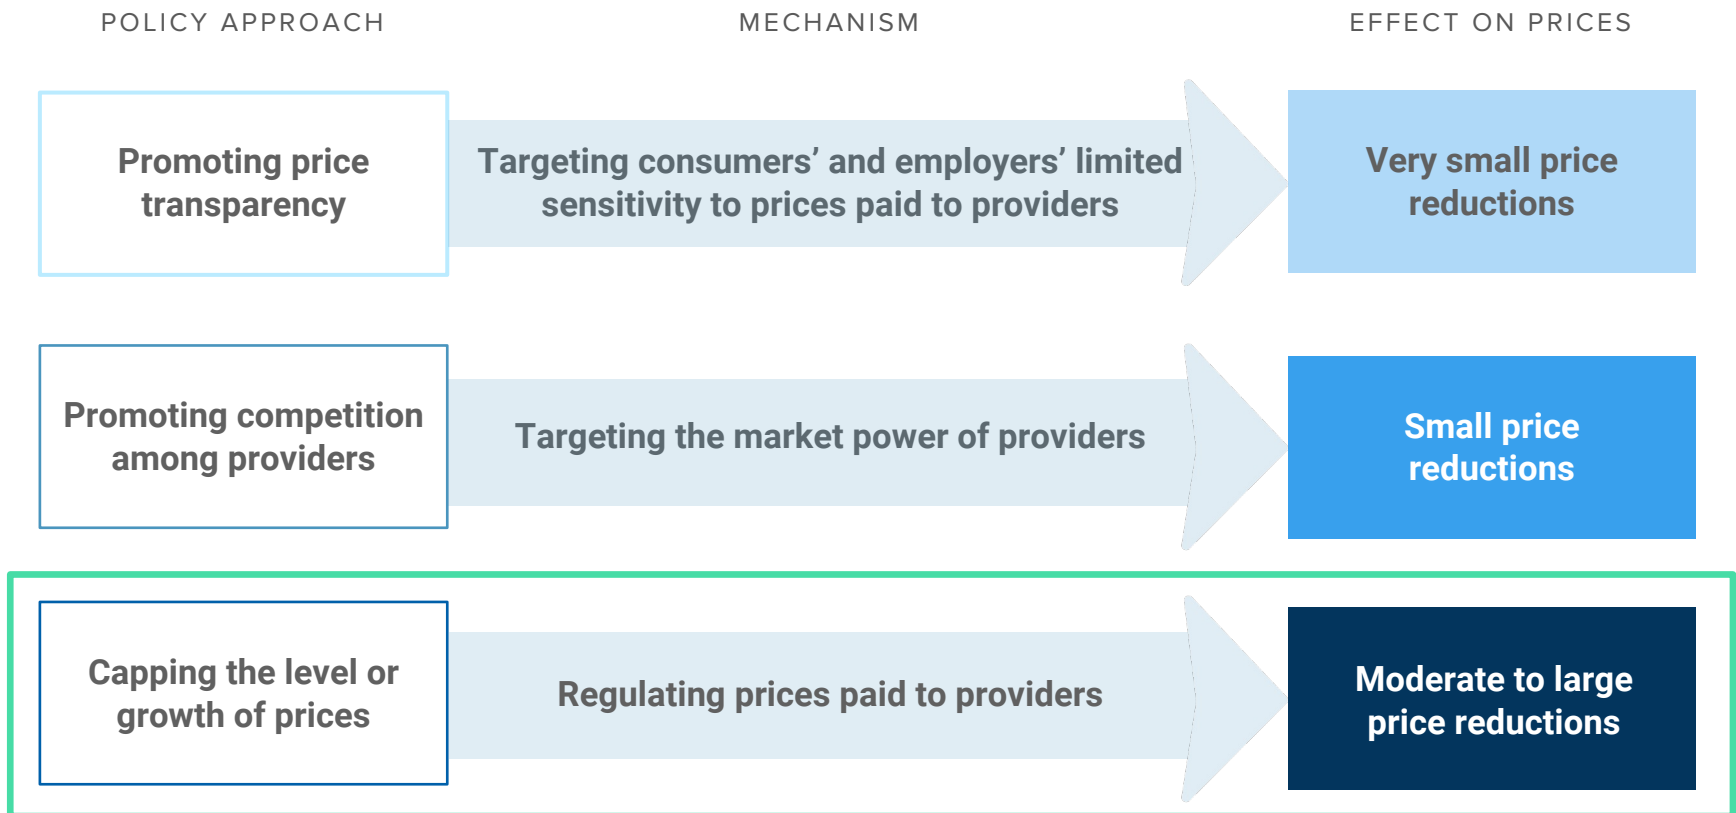 POLICY APPROACH
MECHANISM
EFFECT ON PRICES
Promoting price
transparency
Targeting consumers’ and employers’ limited
sensitivity to prices paid to providers
Very small price
reductions
Promoting competition
among providers
Targeting the market power of providers
Small price
reductions
Capping the level or
growth of prices
Regulating prices paid to providers
Moderate to large
price reductions